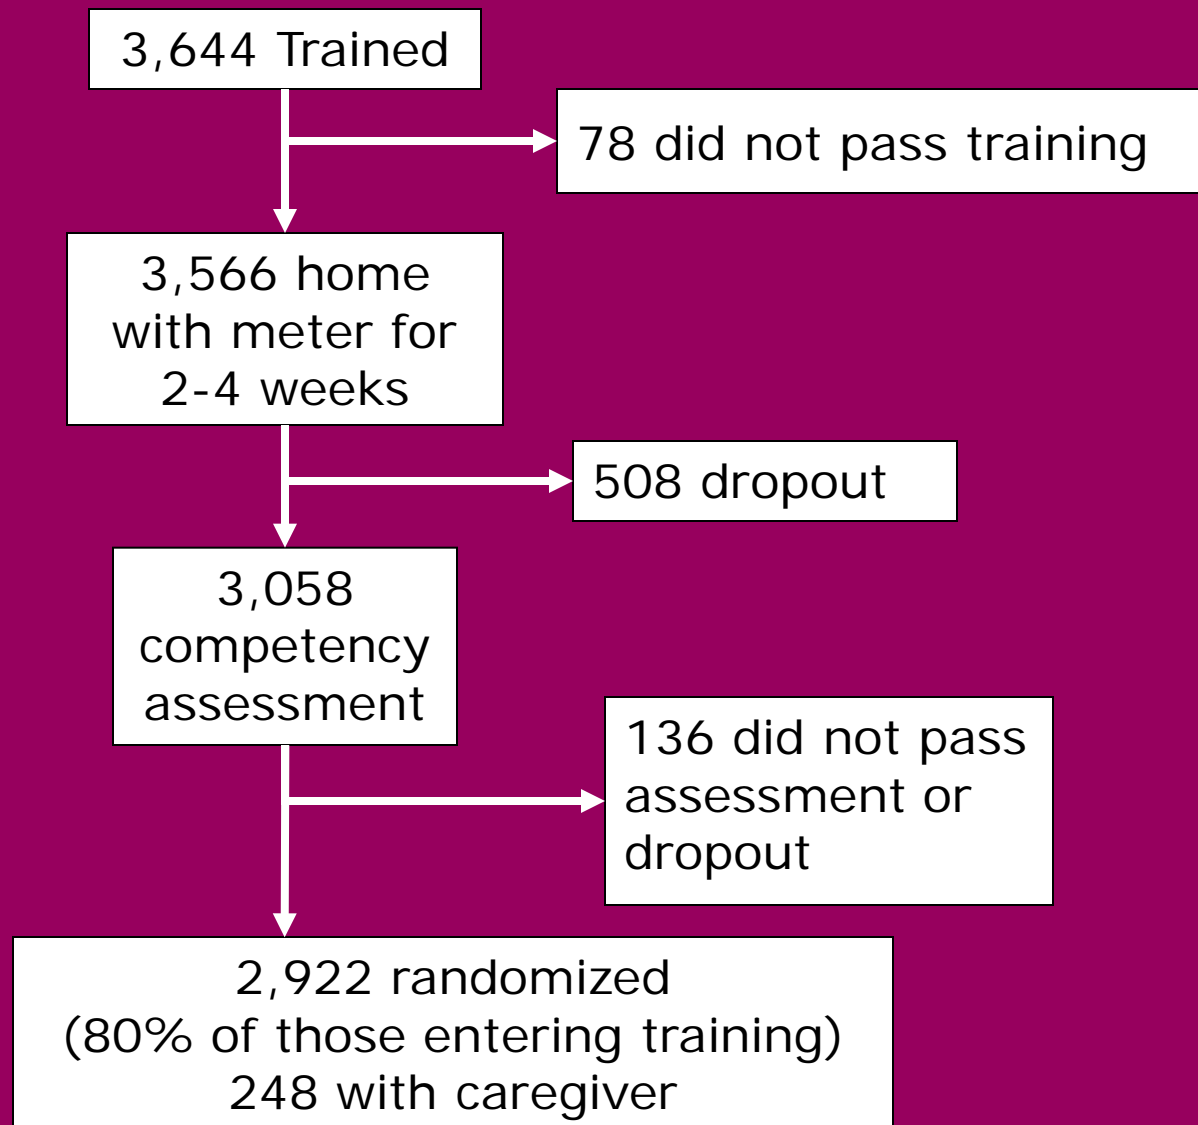 3,644 Trained
78 did not pass training
3,566 home
with meter for
2-4 weeks
508 dropout
3,058
competency
assessment
136 did not pass
assessment or
dropout
2,922 randomized
(80% of those entering training)
248 with caregiver